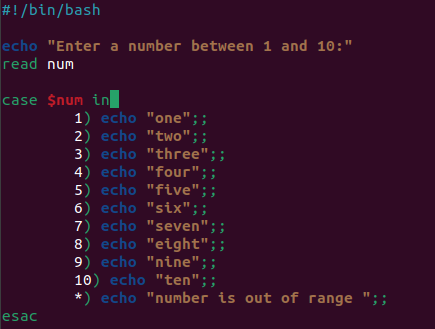 #!/bin/bash
echo "Enter a number between 1 and 10:"
read num
case $num in
1) echo "one";;
2) echo "two";;
3) echo "three";;
4) echo "four";;
5) echo "five";;
6) echo "six";;
7) echo "seven";;
8) echo "eight";;
9) echo "nine";;
10) echo "ten";;
*) echo "number is out of range ";;
esac